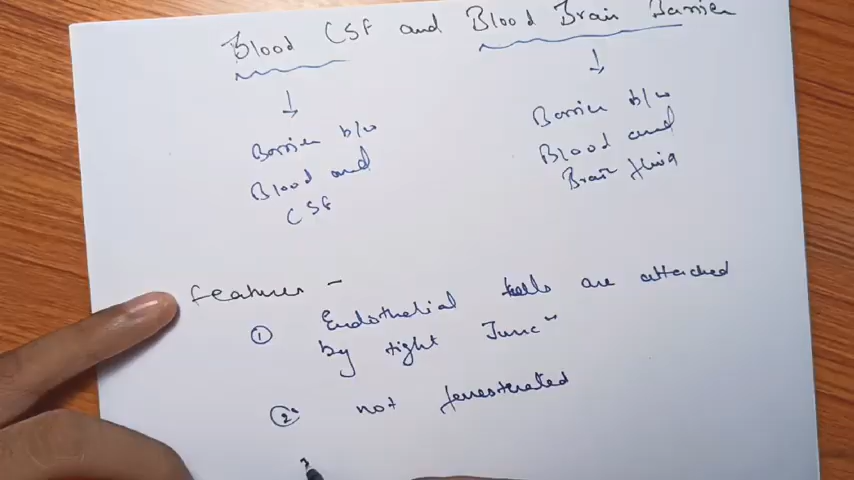 Blood CSF and Blood Brain Barrier
Barrier b/w
Blood and
CSF
Barrier b/w
Blood and
Brain fluid
Features -
① Endothelial cells are attached
by tight Juncⁿ
② not fenestrated